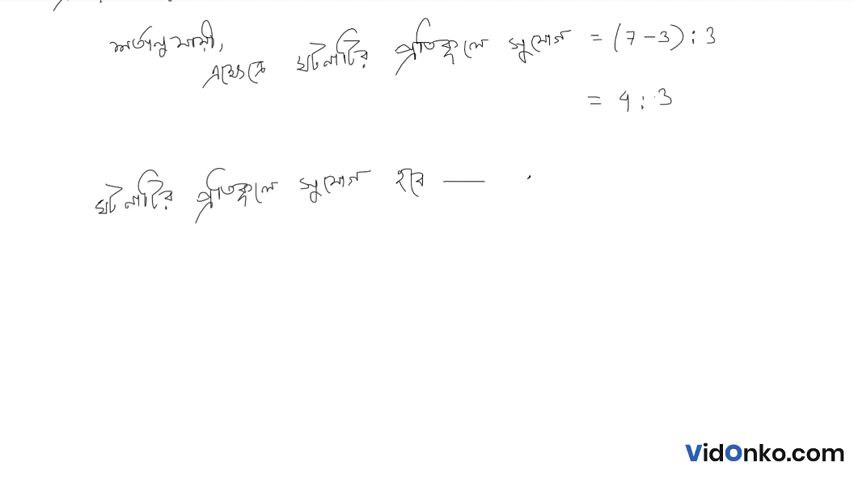 শর্তানুযায়ী,
এক্ষেত্রে ঘটনাটির প্রতিকূলে সুযোগ = (7-3) : 3
= 4 : 3
ঘটনাটির প্রতিকূলে সুযোগ হবে —
VidOnko.com